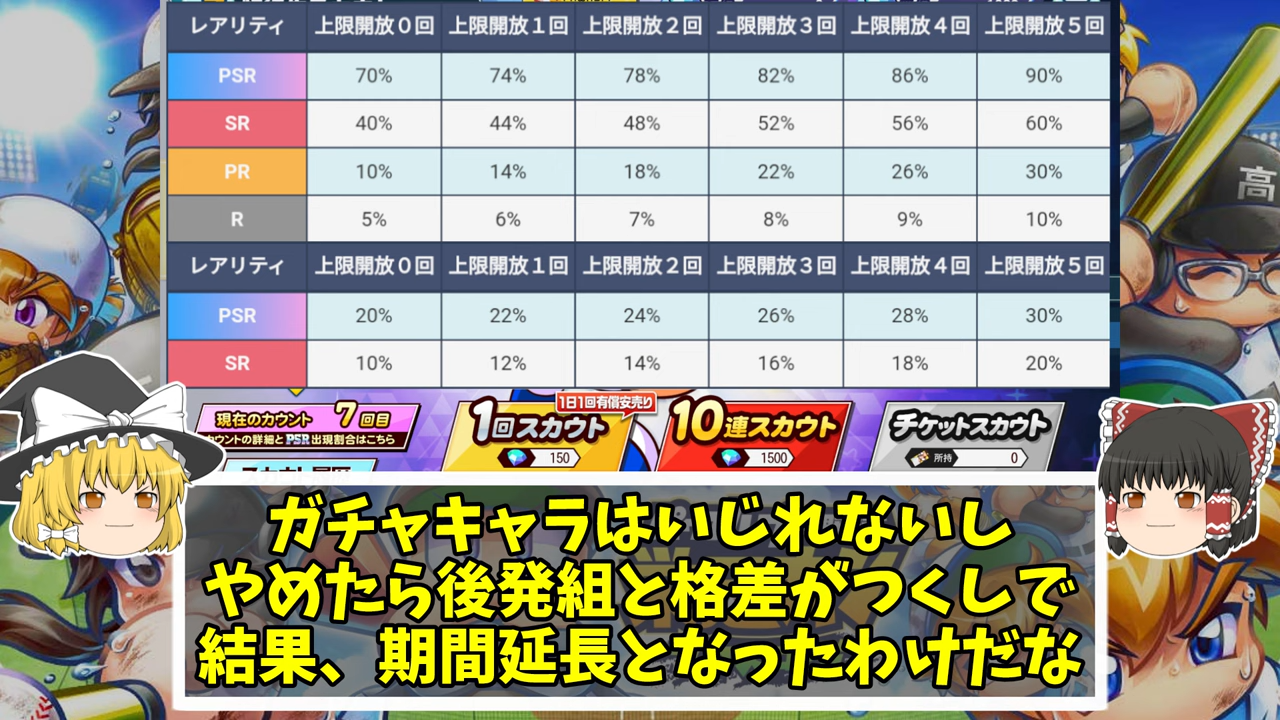 レアリティ 上限開放0回 上限開放1回 上限開放2回 上限開放3回 上限開放4回 上限開放5回
PSR 70% 74% 78% 82% 86% 90%
SR 40% 44% 48% 52% 56% 60%
PR 10% 14% 18% 22% 26% 30%
R 5% 6% 7% 8% 9% 10%
レアリティ 上限開放0回 上限開放1回 上限開放2回 上限開放3回 上限開放4回 上限開放5回
PSR 20% 22% 24% 26% 28% 30%
SR 10% 12% 14% 16% 18% 20%
高
1日1回有償安売り
現在のカウント 7回目
カウントの詳細とPSR出現割合はこちら
1回スカウト
150
10連スカウト
1500
チケットスカウト
所持 0
ガチャキャラはいじれないし
やめたら後発組と格差がつくしで
結果、期間延長となったわけだな